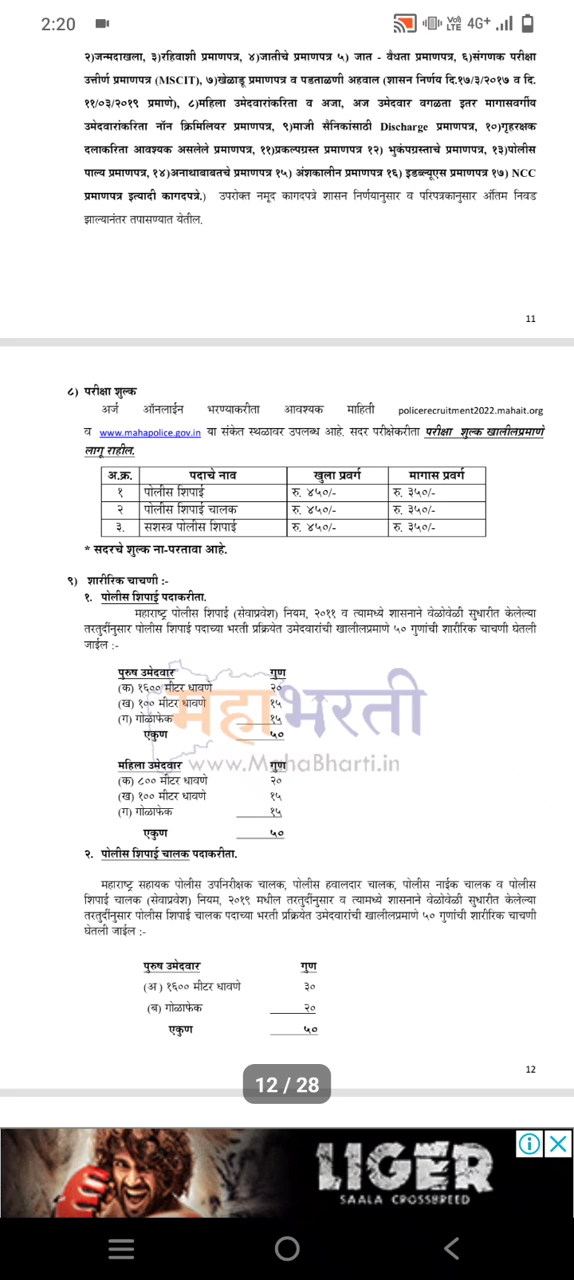 2:20
Vo))
LTE
4G+
२)जन्मदाखला, ३)रहिवाशी प्रमाणपत्र, ४)जातीचे प्रमाणपत्र ५) जात - वैधता प्रमाणपत्र, ६)संगणक परीक्षा
उत्तीर्ण प्रमाणपत्र (MSCIT), ७)खेळाडू प्रमाणपत्र व पडताळणी अहवाल (शासन निर्णय दि.१७/३/२०१७ व दि.
११/०३/२०१९ प्रमाणे), ८)महिला उमेदवारांकरिता व अजा, अज उमेदवार वगळता इतर मागासवर्गीय
उमेदवारांकरिता नॉन क्रिमिलियर प्रमाणपत्र, ९)माजी सैनिकांसाठी Discharge प्रमाणपत्र, १०)गृहरक्षक
दलाकरिता आवश्यक असलेले प्रमाणपत्र, ११)प्रकल्पग्रस्त प्रमाणपत्र १२) भुकंपग्रस्ताचे प्रमाणपत्र, १३)पोलीस
पाल्य प्रमाणपत्र, १४)अनाथाबाबतचे प्रमाणपत्र १५) अंशकालीन प्रमाणपत्र १६) इडब्ल्यूएस प्रमाणपत्र १७) NCC
प्रमाणपत्र इत्यादी कागदपत्रे.) उपरोक्त नमूद कागदपत्रे शासन निर्णयानुसार व परिपत्रकानुसार अंतिम निवड
झाल्यानंतर तपासण्यात येतील.
11
८) परीक्षा शुल्क
अर्ज ऑनलाईन भरण्याकरीता आवश्यक माहिती policerecruitment2022.mahait.org
व www.mahapolice.gov.in या संकेत स्थळावर उपलब्ध आहे. सदर परीक्षेकरीता परीक्षा शुल्क खालीलप्रमाणे
लागू राहील.
अ.क्र. पदाचे नाव खुला प्रवर्ग मागास प्रवर्ग
१ पोलीस शिपाई रु. ४५०/- रु. ३५०/-
२ पोलीस शिपाई चालक रु. ४५०/- रु. ३५०/-
३. सशस्त्र पोलीस शिपाई रु. ४५०/- रु. ३५०/-
* सदरचे शुल्क ना-परतावा आहे.
९) शारीरिक चाचणी :-
१. पोलीस शिपाई पदाकरीता.
महाराष्ट्र पोलीस शिपाई (सेवाप्रवेश) नियम, २०११ व त्यामध्ये शासनाने वेळोवेळी सुधारीत केलेल्या
तरतुदींनुसार पोलीस शिपाई पदाच्या भरती प्रक्रियेत उमेदवारांची खालीलप्रमाणे ५० गुणांची शारीरिक चाचणी घेतली
जाईल :-
पुरुष उमेदवार गुण
(क) १६०० मीटर धावणे २०
(ख) १०० मीटर धावणे १५
(ग) गोळाफेक १५
एकुण ५०
महाभरती
www.MahaBharti.in
महिला उमेदवार गुण
(क) ८०० मीटर धावणे २०
(ख) १०० मीटर धावणे १५
(ग) गोळाफेक १५
एकुण ५०
२. पोलीस शिपाई चालक पदाकरीता.
महाराष्ट्र सहायक पोलीस उपनिरीक्षक चालक, पोलीस हवालदार चालक, पोलीस नाईक चालक व पोलीस
शिपाई चालक (सेवाप्रवेश) नियम, २०१९ मधील तरतुदींनुसार व त्यामध्ये शासनाने वेळोवेळी सुधारीत केलेल्या
तरतुदींनुसार पोलीस शिपाई चालक पदाच्या भरती प्रक्रियेत उमेदवारांची खालीलप्रमाणे ५० गुणांची शारीरिक चाचणी
घेतली जाईल :-
पुरुष उमेदवार गुण
(अ) १६०० मीटर धावणे ३०
(ब) गोळाफेक २०
एकुण ५०
12
12 / 28
LIGER
SAALA CROSSBREED